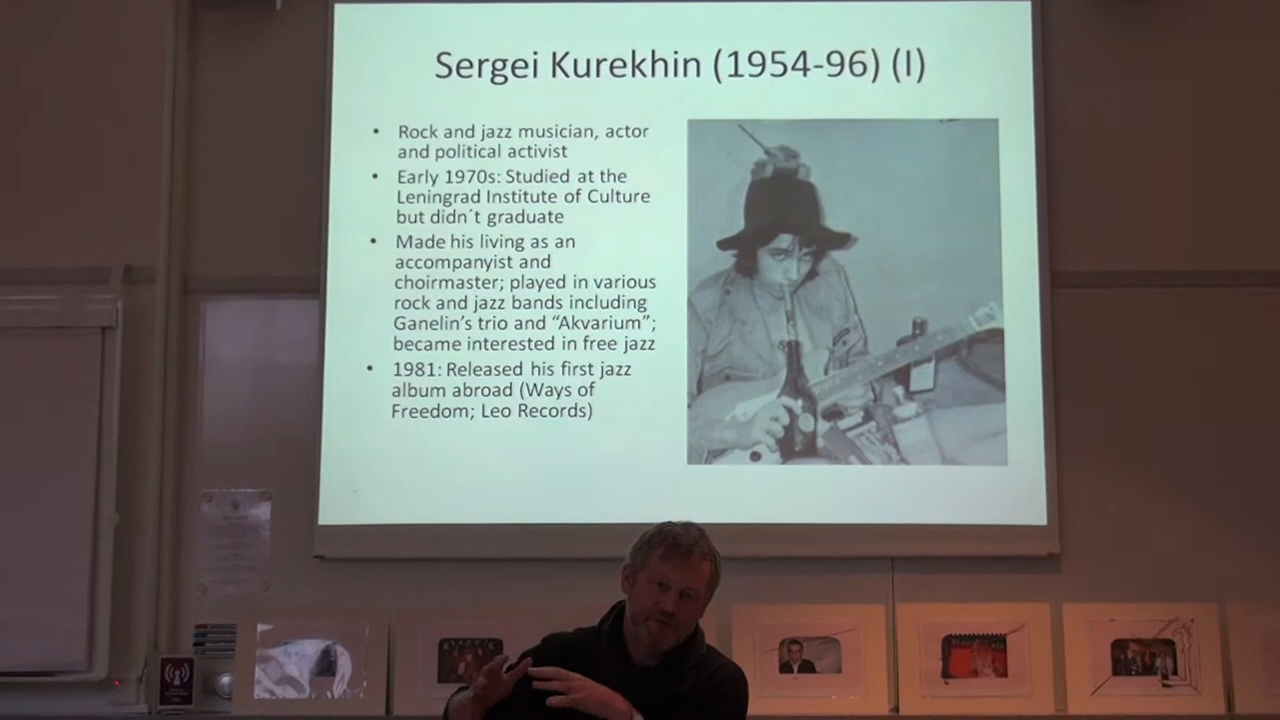 Sergei Kurekhin (1954-96) (I)
• Rock and jazz musician, actor
and political activist
• Early 1970s: Studied at the
Leningrad Institute of Culture
but didn´t graduate
• Made his living as an
accompanyist and
choirmaster; played in various
rock and jazz bands including
Ganelin's trio and "Akvarium";
became interested in free jazz
• 1981: Released his first jazz
album abroad (Ways of
Freedom; Leo Records)